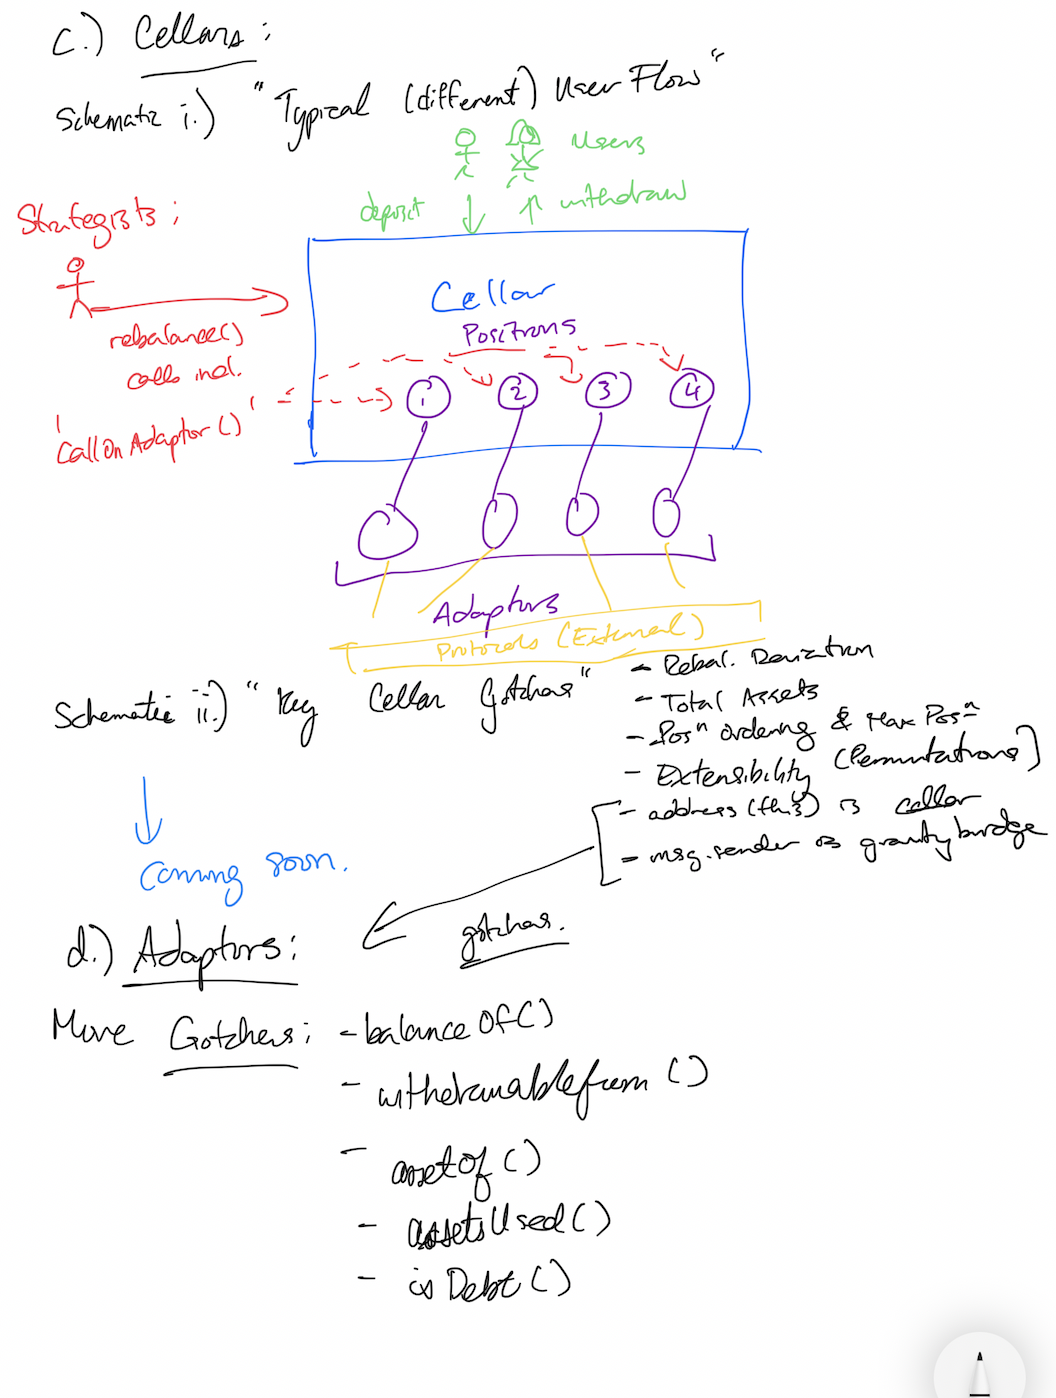 c.) Cellars:
Schematic i.) "Typical (different) User Flow"
Users
deposit withdraw
Strategists:
Cellar
Positions
rebalance()
calls incl.
'callOnAdaptor()'
1 2 3 4
Adaptors
Protocols (External)
Schematic ii.) "Key Cellar Gotchas"
- Rebal. Deviation
- Total Assets
- Posⁿ ordering & Max Posⁿ
- Extensibility (Permutations)
- address(this) is cellar
- msg.sender is gravitybridge
Coming soon.
gotchas.
d.) Adaptors:
More Gotchas: - balanceOf()
- withdrawableFrom()
- assetOf()
- assetsUsed()
- isDebt()